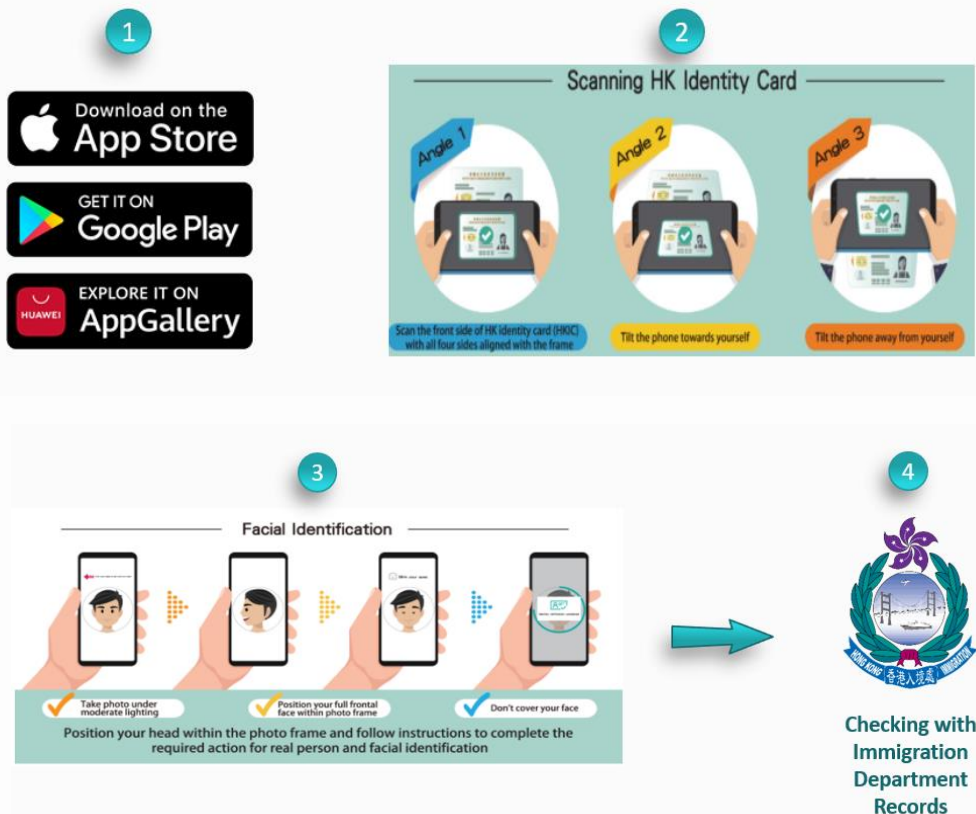 1
Download on the
App Store
GET IT ON
Google Play
HUAWEI
EXPLORE IT ON
AppGallery
2
Scanning HK Identity Card
Angle 1
Angle 2
Angle 3
Scan the front side of HK identity card (HKIC)
with all four sides aligned with the frame
Tilt the phone towards yourself
Tilt the phone away from yourself
3
Facial Identification
Take photo under
moderate lighting
Position your full frontal
face within photo frame
Don't cover your face
Position your head within the photo frame and follow instructions to complete the
required action for real person and facial identification
4
HONG KONG 香港入境處 IMMIGRATION
Checking with
Immigration
Department
Records